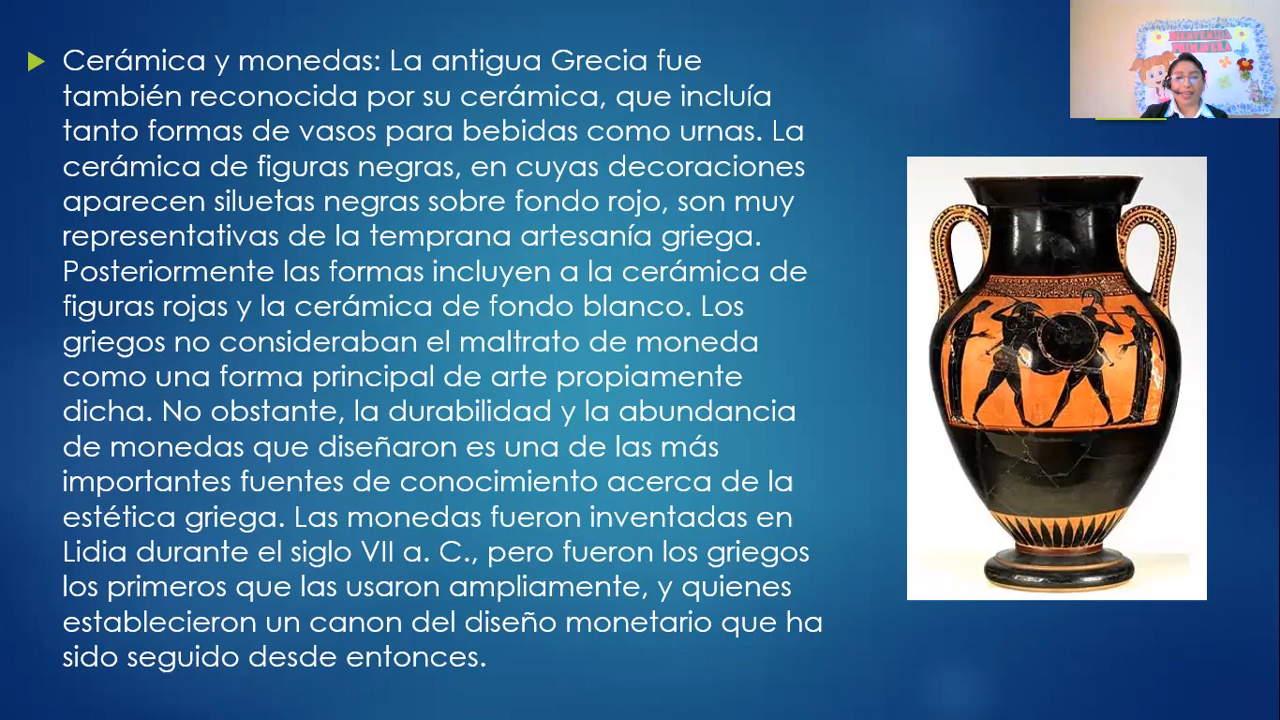 Cerámica y monedas: La antigua Grecia fue
también reconocida por su cerámica, que incluía
tanto formas de vasos para bebidas como urnas. La
cerámica de figuras negras, en cuyas decoraciones
aparecen siluetas negras sobre fondo rojo, son muy
representativas de la temprana artesanía griega.
Posteriormente las formas incluyen a la cerámica de
figuras rojas y la cerámica de fondo blanco. Los
griegos no consideraban el maltrato de moneda
como una forma principal de arte propiamente
dicha. No obstante, la durabilidad y la abundancia
de monedas que diseñaron es una de las más
importantes fuentes de conocimiento acerca de la
estética griega. Las monedas fueron inventadas en
Lidia durante el siglo VII a. C., pero fueron los griegos
los primeros que las usaron ampliamente, y quienes
establecieron un canon del diseño monetario que ha
sido seguido desde entonces.
BIENVENIDA
PRIMAVERA